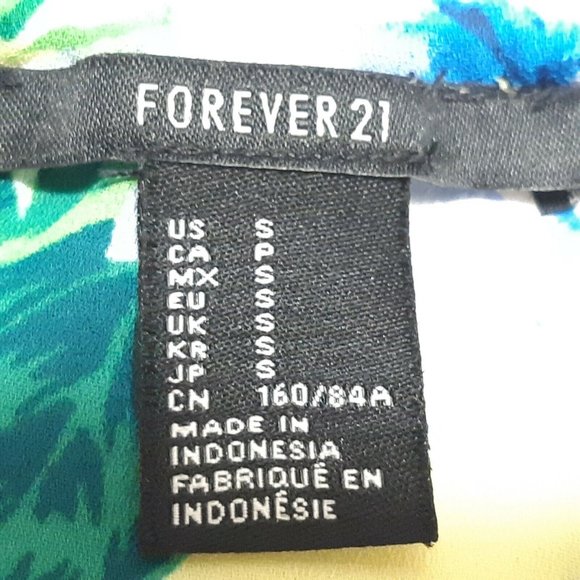 FOREVER 21
US S
CA P
MX S
EU S
UK S
KR S
JP S
CN 160/84A
MADE IN
INDONESIA
FABRIQUÉ EN
INDONÉSIE